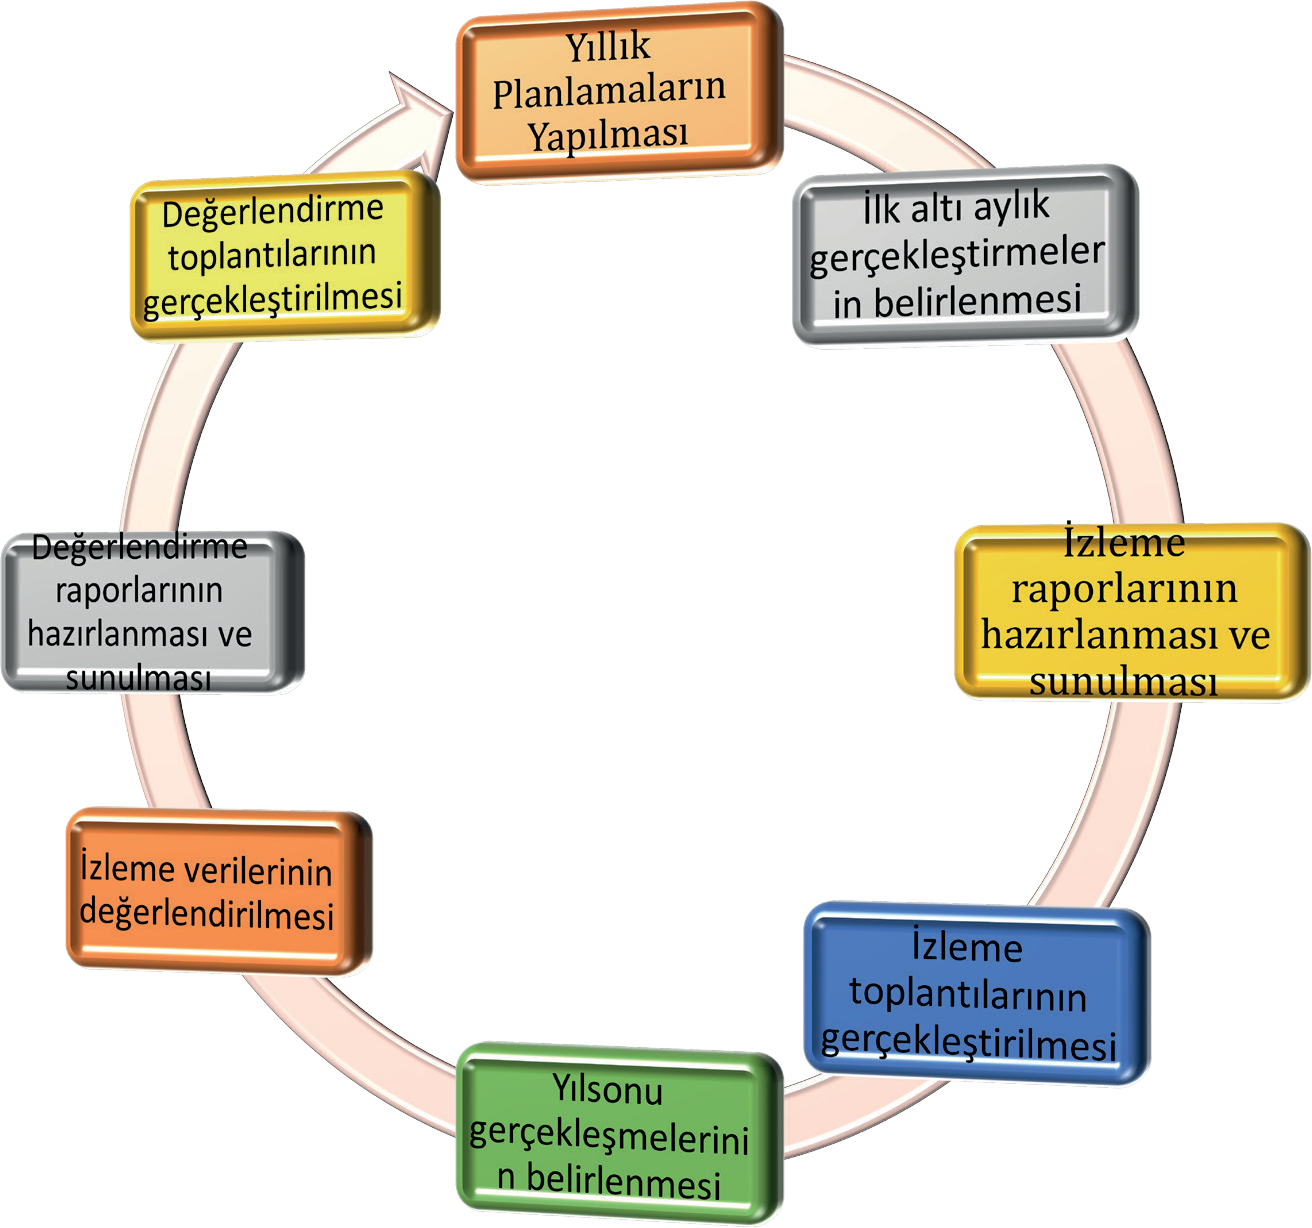 Yıllık
Planlamaların
Yapılması
İlk altı aylık
gerçekleştirmeler
in belirlenmesi
İzleme
raporlarının
hazırlanması ve
sunulması
İzleme
toplantılarının
gerçekleştirilmesi
Yılsonu
gerçekleşmelerini
n belirlenmesi
İzleme verilerinin
değerlendirilmesi
Değerlendirme
raporlarının
hazırlanması ve
sunulması
Değerlendirme
toplantılarının
gerçekleştirilmesi